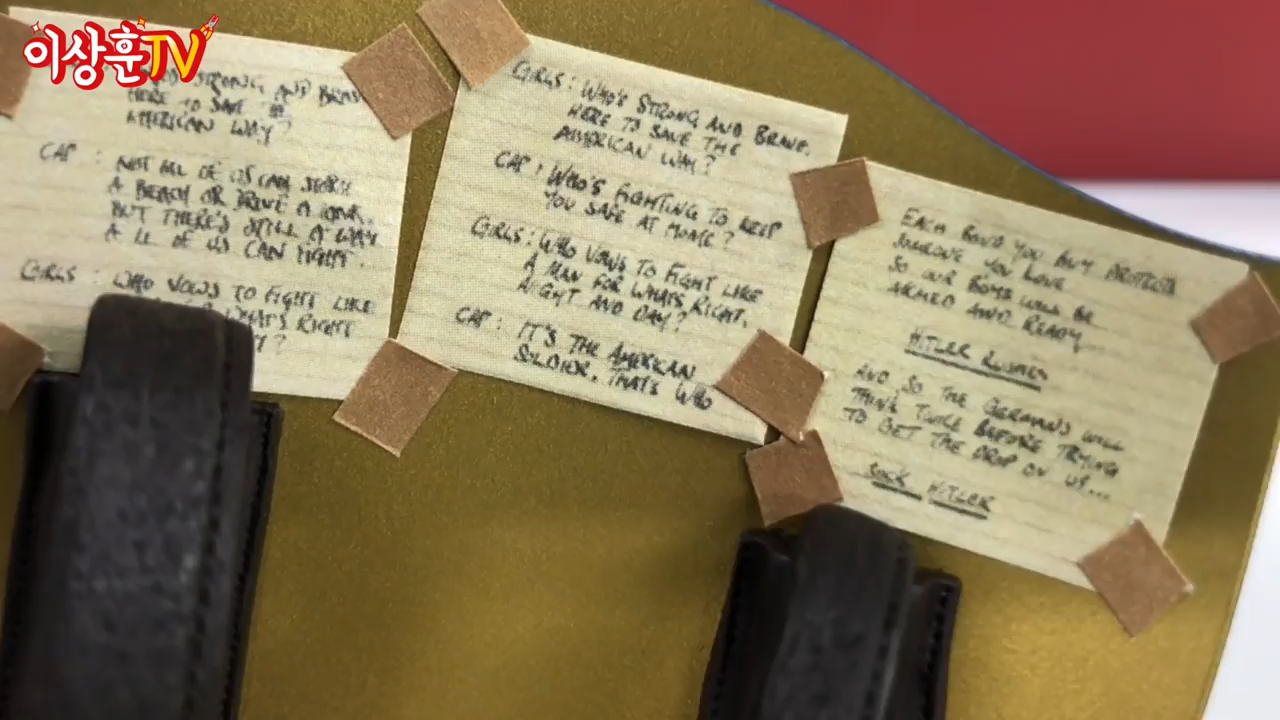 이상훈TV
STRONG AND BRAVE
HERE TO SAVE THE
AMERICAN WAY?
CAP : NOT ALL OF US CAN STORM
A BEACH OR DRIVE A TANK.
BUT THERE'S STILL A WAY
ALL OF US CAN FIGHT.
GIRLS : WHO VOWS TO FIGHT LIKE
WHAT'S RIGHT
?
GIRLS : WHO'S STRONG AND BRAVE,
HERE TO SAVE THE
AMERICAN WAY?
CAP : WHO'S FIGHTING TO KEEP
YOU SAFE AT HOME?
GIRLS : WHO VOWS TO FIGHT LIKE
A MAN FOR WHATS RIGHT,
NIGHT AND DAY?
CAP : IT'S THE AMERICAN
SOLDIER, THATS WHO
EACH BOND YOU BUY PROTECTS
SOMEONE YOU LOVE
SO OUR BOYS WILL BE
ARMED AND READY
HITLER RUSHES
AND SO THE GERMANS WILL
THINK TWICE BEFORE TRYING
TO GET THE DROP ON US...
SOCK HITLER